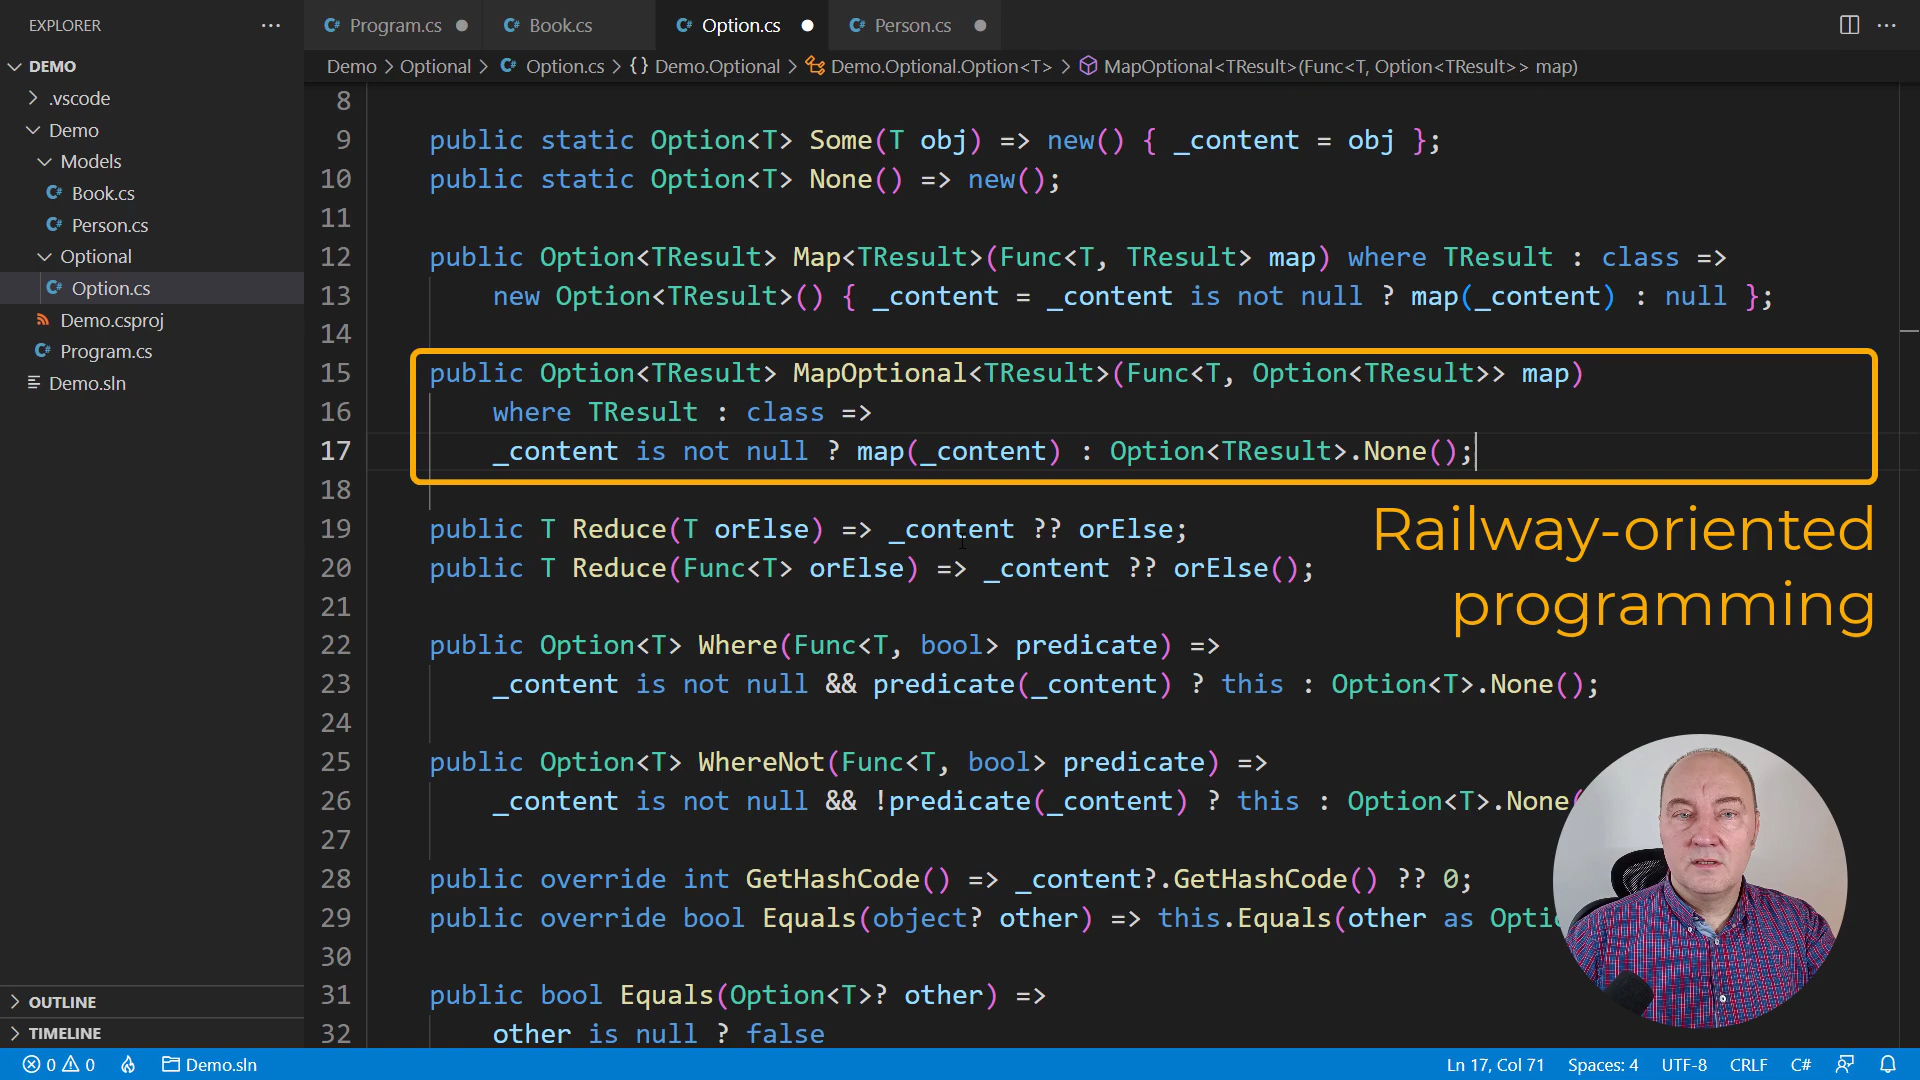 EXPLORER
DEMO
.vscode
Demo
Models
C# Book.cs
C# Person.cs
Optional
C# Option.cs
Demo.csproj
C# Program.cs
Demo.sln
OUTLINE
TIMELINE
C# Program.cs
C# Book.cs
C# Option.cs
C# Person.cs
Demo > Optional > C# Option.cs > {} Demo.Optional > Demo.Optional.Option<T> > MapOptional<TResult>(Func<T, Option<TResult>> map)
8
9 public static Option<T> Some(T obj) => new() { _content = obj };
10 public static Option<T> None() => new();
11
12 public Option<TResult> Map<TResult>(Func<T, TResult> map) where TResult : class =>
13 new Option<TResult>() { _content = _content is not null ? map(_content) : null };
14
15 public Option<TResult> MapOptional<TResult>(Func<T, Option<TResult>> map)
16 where TResult : class =>
17 _content is not null ? map(_content) : Option<TResult>.None();
18
19 public T Reduce(T orElse) => _content ?? orElse;
20 public T Reduce(Func<T> orElse) => _content ?? orElse();
21
22 public Option<T> Where(Func<T, bool> predicate) =>
23 _content is not null && predicate(_content) ? this : Option<T>.None();
24
25 public Option<T> WhereNot(Func<T, bool> predicate) =>
26 _content is not null && !predicate(_content) ? this : Option<T>.None(
27
28 public override int GetHashCode() => _content?.GetHashCode() ?? 0;
29 public override bool Equals(object? other) => this.Equals(other as Optio
30
31 public bool Equals(Option<T>? other) =>
32 other is null ? false
Railway-oriented
programming
0 0 Demo.sln
Ln 17, Col 71 Spaces: 4 UTF-8 CRLF C#